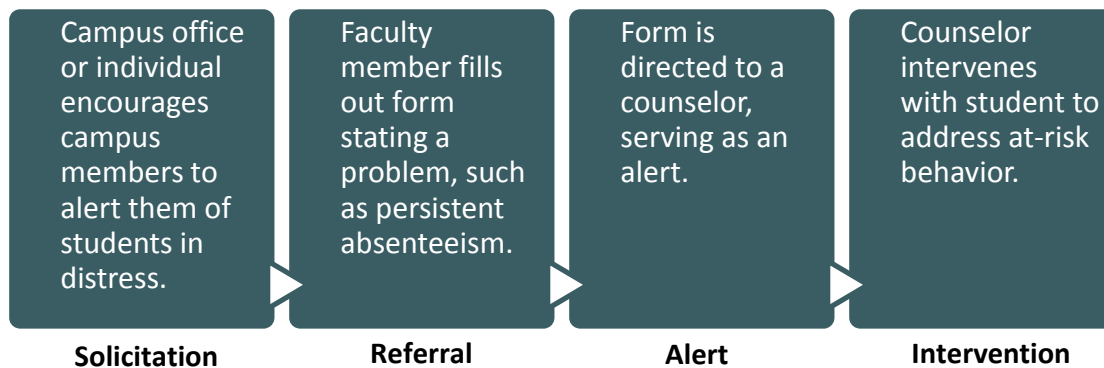 Campus office
or individual
encourages
campus
members to
alert them of
students in
distress.
Faculty
member fills
out form
stating a
problem, such
as persistent
absenteeism.
Form is
directed to a
counselor,
serving as an
alert.
Counselor
intervenes
with student to
address at-risk
behavior.
Solicitation
Referral
Alert
Intervention